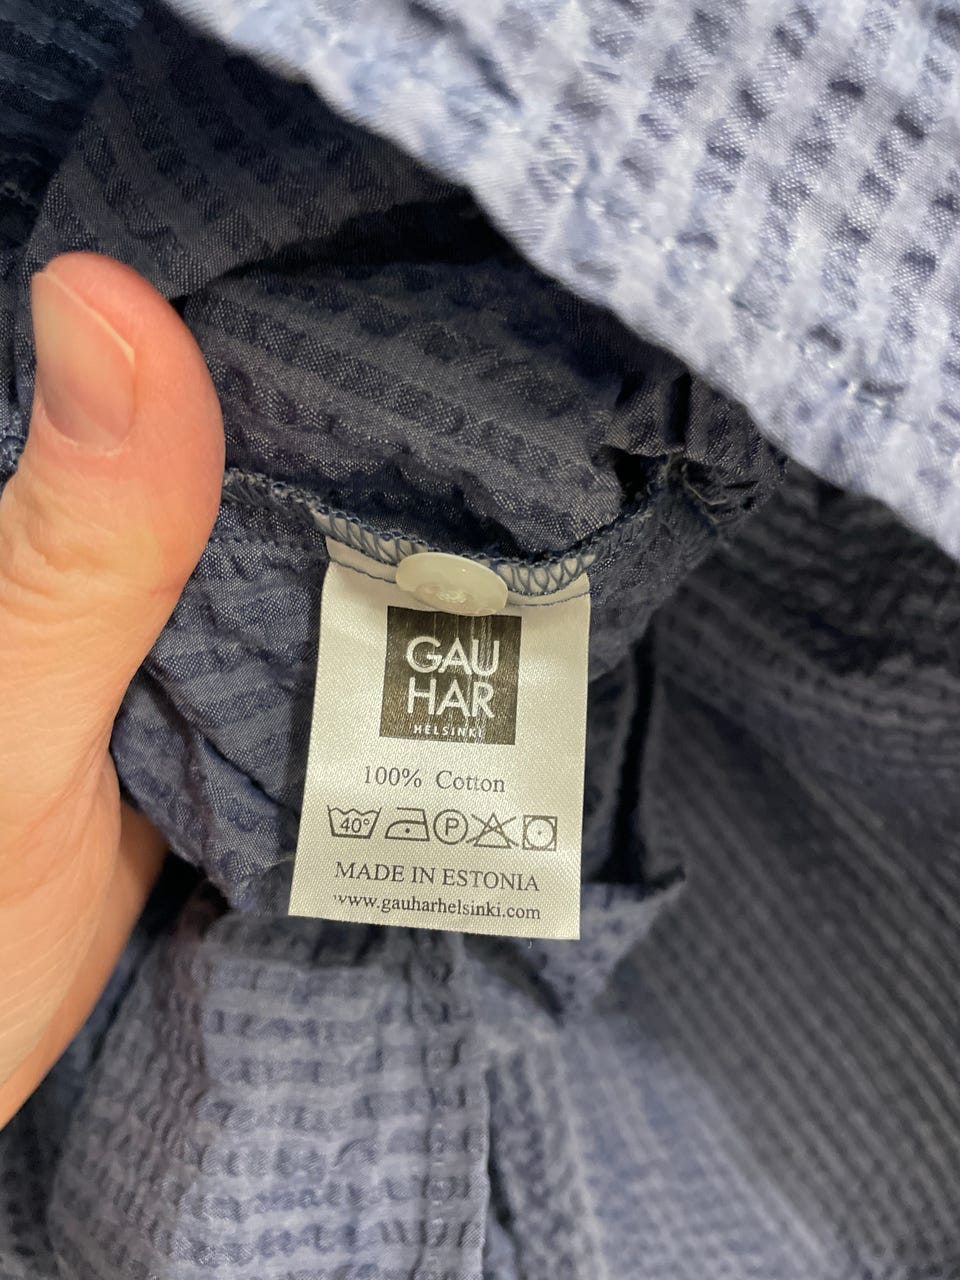 GAU
HAR
HELSINKI
100% Cotton
40° P
MADE IN ESTONIA
www.gauharhelsinki.com